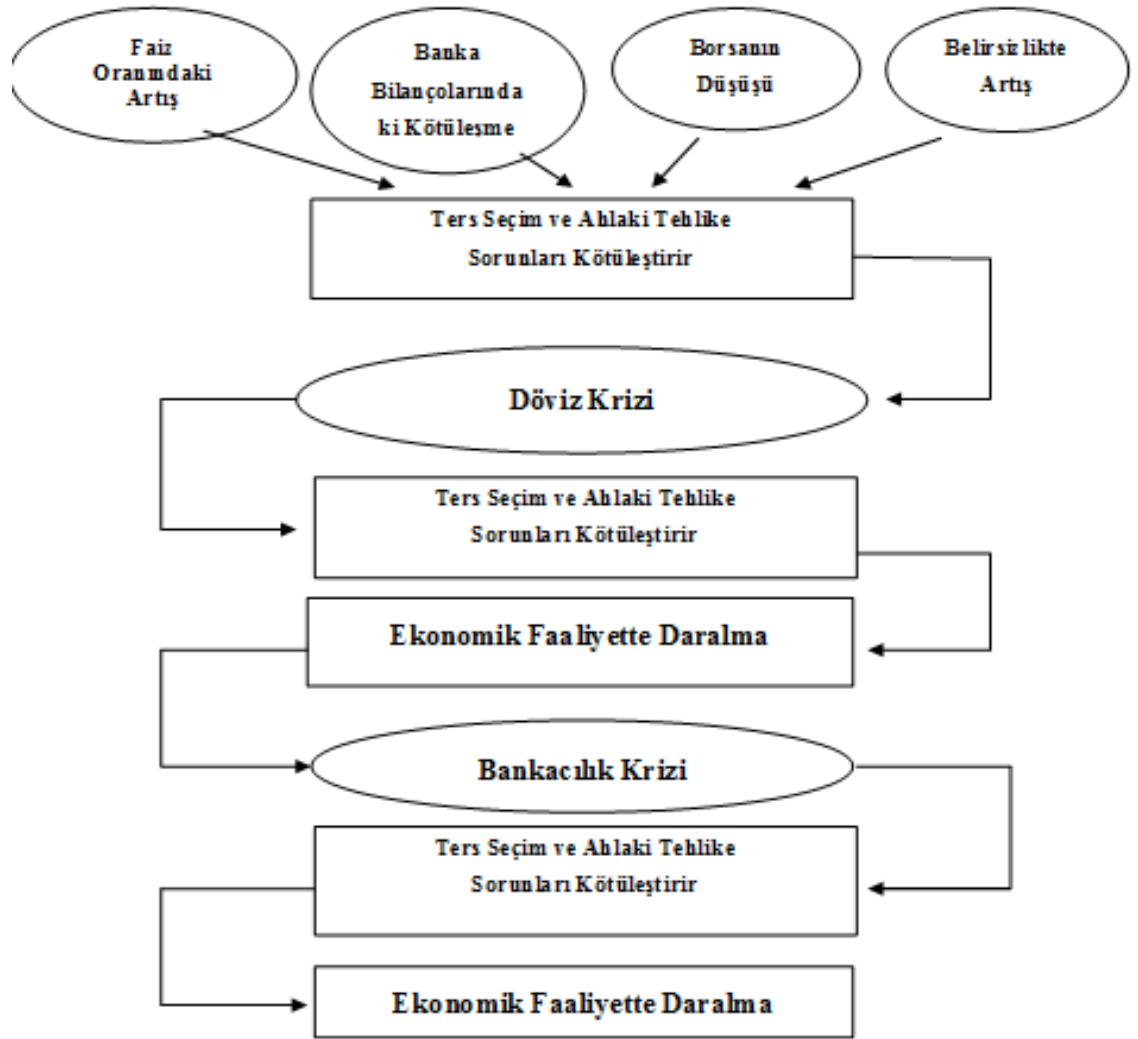 Faiz
Oranındaki
Artış
Banka
Bilançolarında
ki Kötüleşme
Borsanın
Düşüşü
Belirsizlikte
Artış
Ters Seçim ve Ahlaki Tehlike
Sorunları Kötüleştirir
Döviz Krizi
Ters Seçim ve Ahlaki Tehlike
Sorunları Kötüleştirir
Ekonomik Faaliyette Daralma
Bankacılık Krizi
Ters Seçim ve Ahlaki Tehlike
Sorunları Kötüleştirir
Ekonomik Faaliyette Daralma